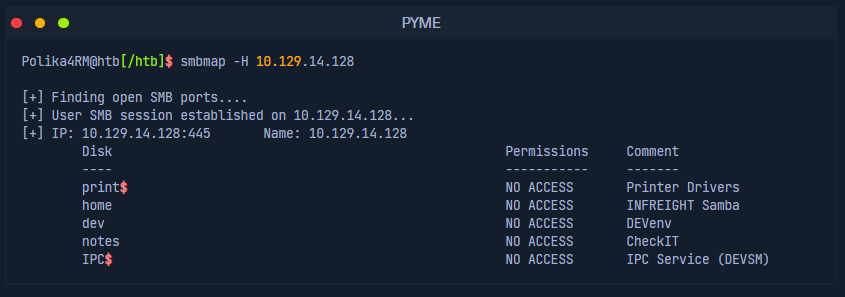 PYME
Polika4RM@htb[/htb]$ smbmap -H 10.129.14.128
[+] Finding open SMB ports....
[+] User SMB session established on 10.129.14.128...
[+] IP: 10.129.14.128:445       Name: 10.129.14.128
Disk                                                    Permissions     Comment
----                                                    -----------     -------
print$                                                  NO ACCESS       Printer Drivers
home                                                    NO ACCESS       INFREIGHT Samba
dev                                                     NO ACCESS       DEVenv
notes                                                   NO ACCESS       CheckIT
IPC$                                                    NO ACCESS       IPC Service (DEVSM)